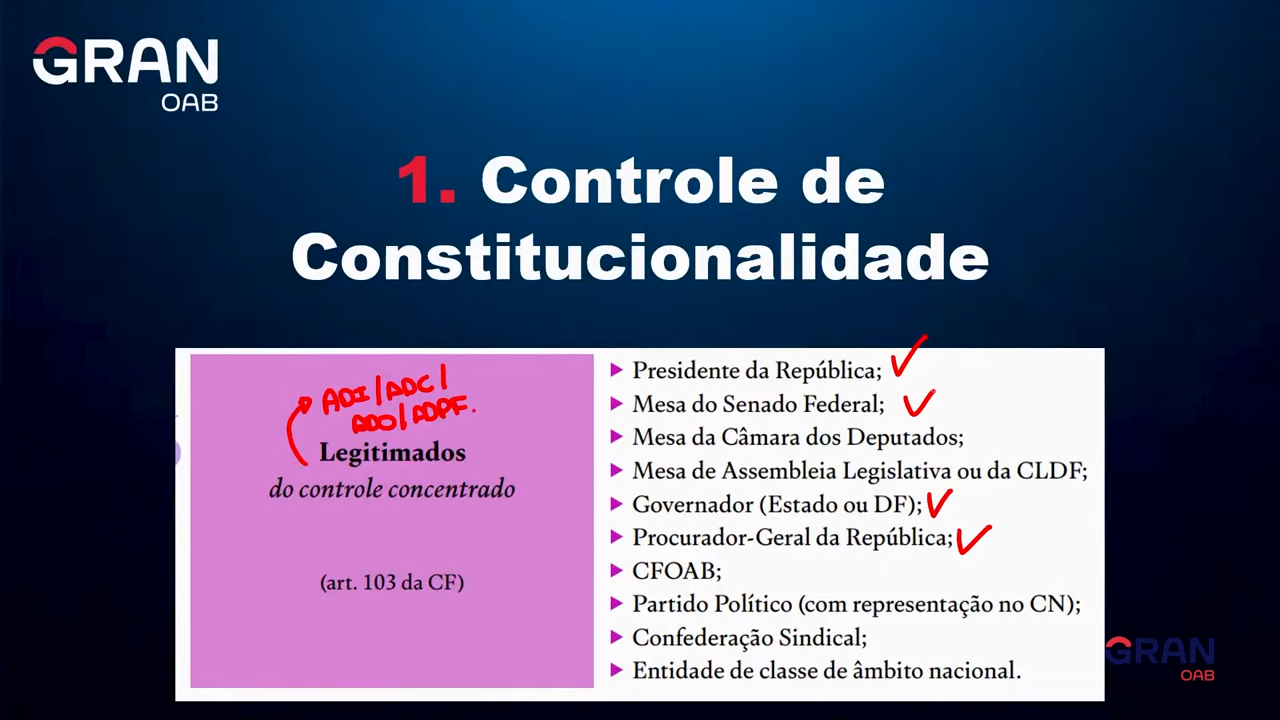 GRAN
OAB
1. Controle de
Constitucionalidade
ADI/ADC/
ADO/ADPF.
Legitimados
do controle concentrado
(art. 103 da CF)
Presidente da República;
Mesa do Senado Federal;
Mesa da Câmara dos Deputados;
Mesa de Assembleia Legislativa ou da CLDF;
Governador (Estado ou DF);
Procurador-Geral da República;
CFOAB;
Partido Político (com representação no CN);
Confederação Sindical;
Entidade de classe de âmbito nacional.
GRAN
OAB